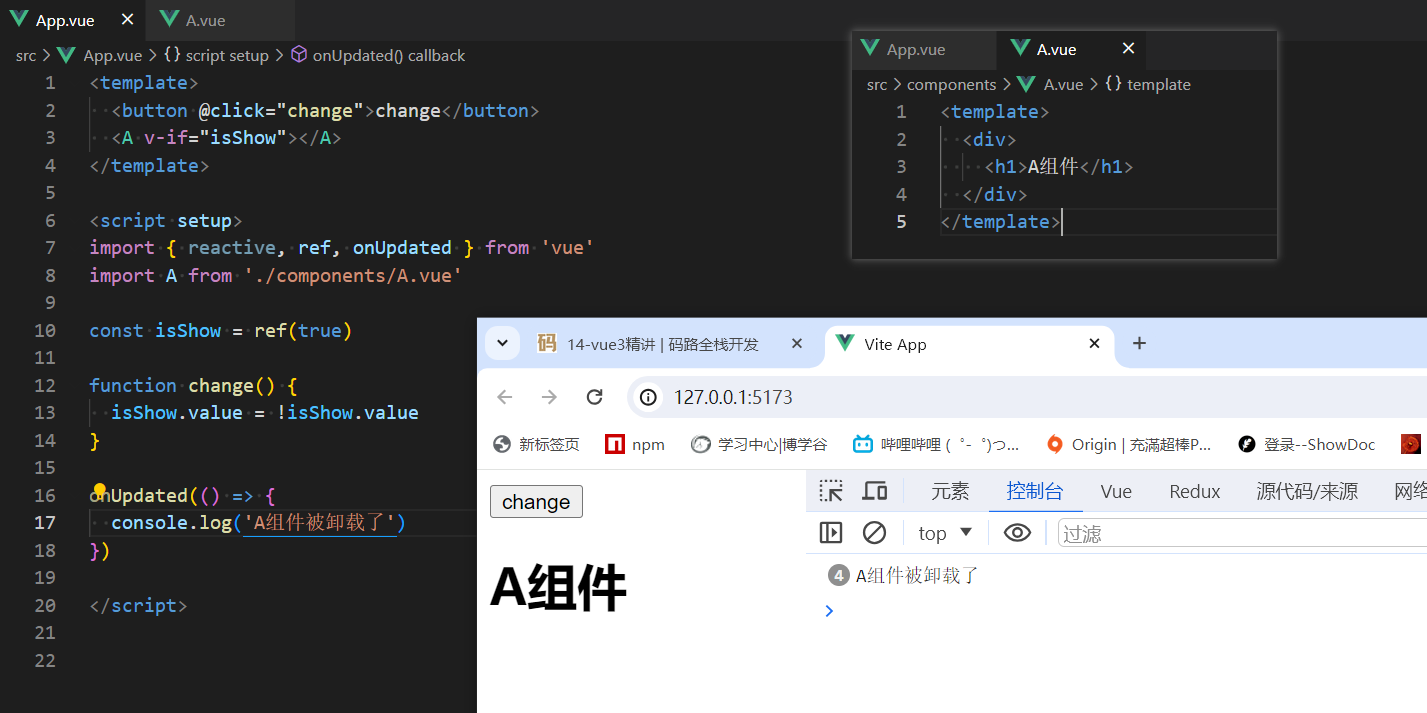 App.vue × A.vue
src > App.vue > {} script setup > onUpdated() callback
1 <template>
2 <button @click="change">change</button>
3 <A v-if="isShow"></A>
4 </template>
5
6 <script setup>
7 import { reactive, ref, onUpdated } from 'vue'
8 import A from './components/A.vue'
9
10 const isShow = ref(true)
11
12 function change() {
13 isShow.value = !isShow.value
14 }
15
16 onUpdated(() => {
17 console.log('A组件被卸载了')
18 })
19
20 </script>
21
22
App.vue A.vue ×
src > components > A.vue > {} template
1 <template>
2 <div>
3 <h1>A组件</h1>
4 </div>
5 </template>
码 14-vue3精讲 | 码路全栈开发 × Vite App × +
127.0.0.1:5173
新标签页 npm 学习中心|博学谷 哔哩哔哩 ( ゜- ゜)つ... Origin | 充滿超棒P... 登录--ShowDoc
change
A组件
元素 控制台 Vue Redux 源代码/来源 网络
top 过滤
4 A组件被卸载了
>